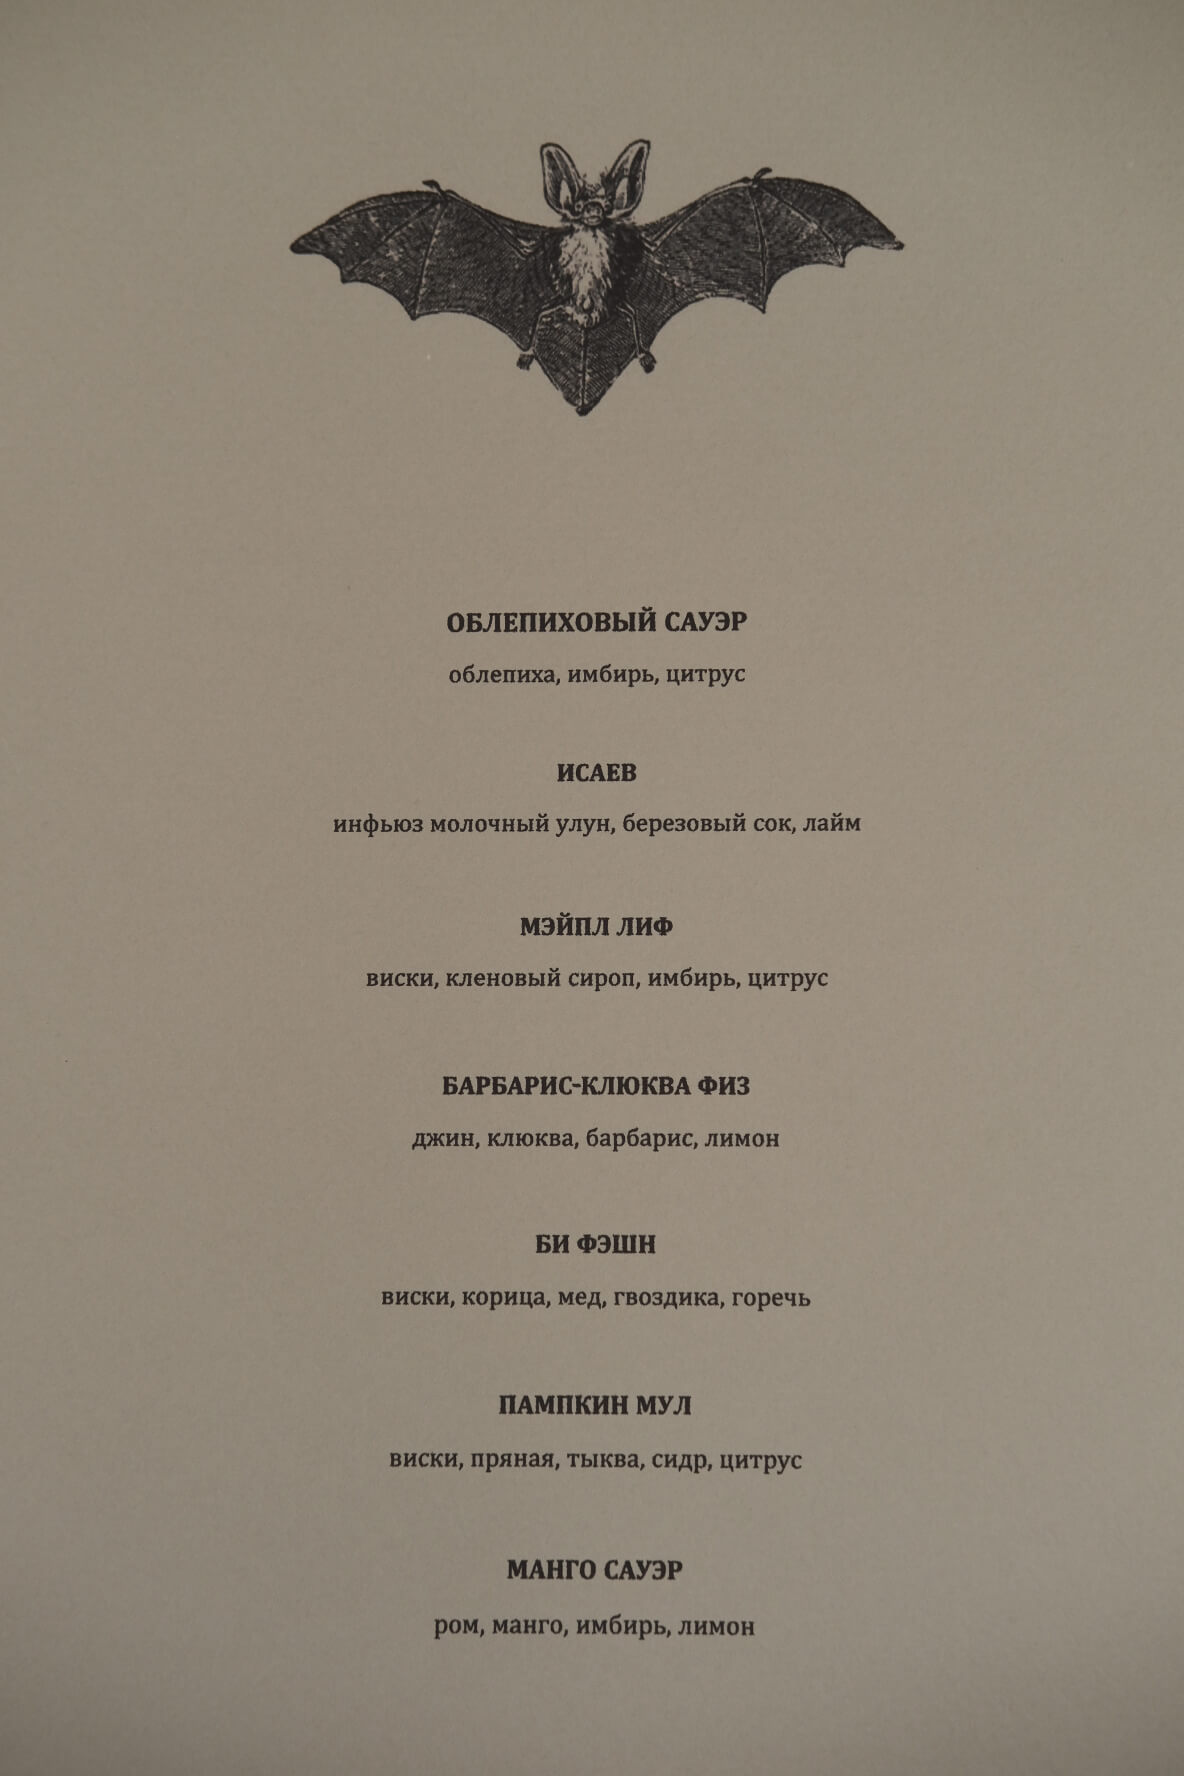 ОБЛЕПИХОВЫЙ САУЭР
облепиха, имбирь, цитрус
ИСАЕВ
инфьюз молочный улун, березовый сок, лайм
МЭЙПЛ ЛИФ
виски, кленовый сироп, имбирь, цитрус
БАРБАРИС-КЛЮКВА ФИЗ
джин, клюква, барбарис, лимон
БИ ФЭШН
виски, корица, мед, гвоздика, горечь
ПАМПКИН МУЛ
виски, пряная, тыква, сидр, цитрус
МАНГО САУЭР
ром, манго, имбирь, лимон